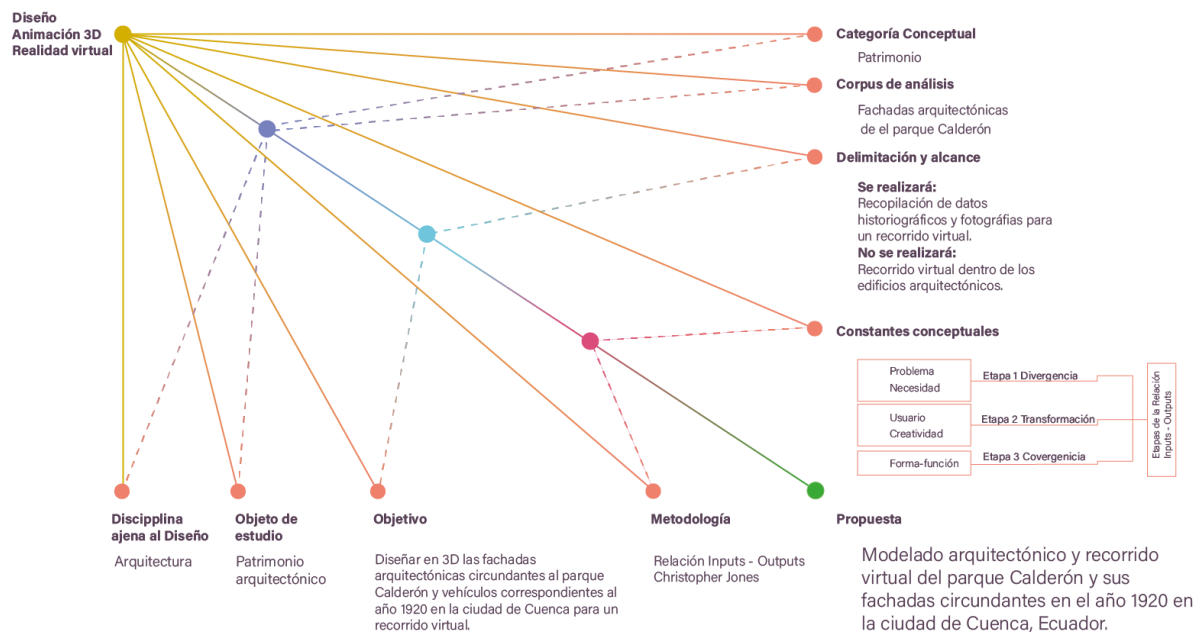 Diseño
Animación 3D
Realidad virtual
Categoría Conceptual
Patrimonio
Corpus de análisis
Fachadas arquitectónicas
de el parque Calderón
Delimitación y alcance
Se realizará:
Recopilación de datos
historiográficos y fotográfias para
un recorrido virtual.
No se realizará:
Recorrido virtual dentro de los
edificios arquitectónicos.
Constantes conceptuales
Problema
Necesidad
Etapa 1 Divergencia
Usuario
Creatividad
Etapa 2 Transformación
Forma-función
Etapa 3 Covergenicia
Etapas de la Relación
Inputs - Outputs
Discipplina
ajena al Diseño
Arquitectura
Objeto de
estudio
Patrimonio
arquitectónico
Objetivo
Diseñar en 3D las fachadas
arquitectónicas circundantes al parque
Calderón y vehículos correspondientes al
año 1920 en la ciudad de Cuenca para un
recorrido virtual.
Metodología
Relación Inputs - Outputs
Christopher Jones
Propuesta
Modelado arquitectónico y recorrido
virtual del parque Calderón y sus
fachadas circundantes en el año 1920 en
la ciudad de Cuenca, Ecuador.